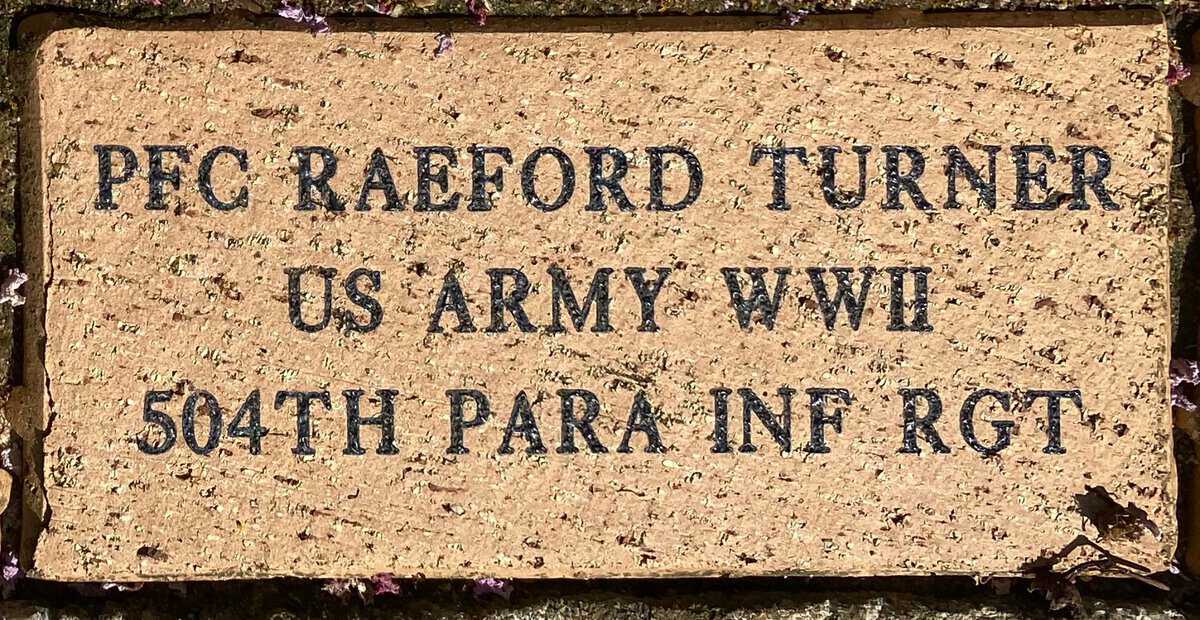 PFC RAEFORD TURNER
US ARMY WWII
504TH PARA INF RGT